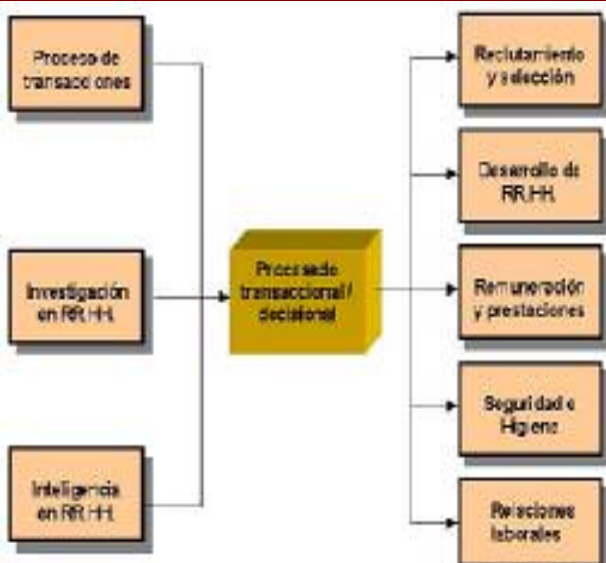 Proceso de
transacciones
Investigación
en RR.HH.
Inteligencia
en RR.HH.
Procesado
transaccional /
decisional
Reclutamiento
y selección
Desarrollo de
RR.HH.
Remuneración
y prestaciones
Seguridad e
Higiene
Relaciones
laborales